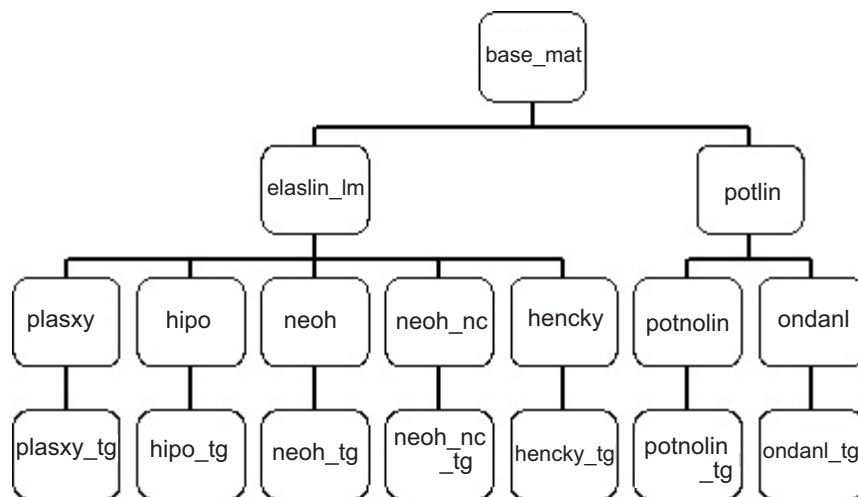 base_mat
elaslin_lm
potlin
plasxy
hipo
neoh
neoh_nc
hencky
potnolin
ondanl
plasxy_tg
hipo_tg
neoh_tg
neoh_nc
_tg
hencky_tg
potnolin
_tg
ondanl_tg